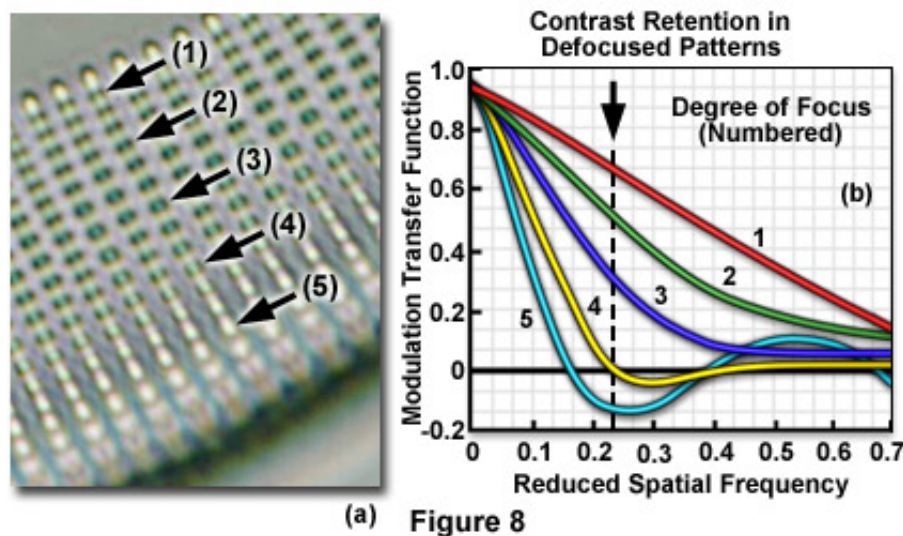 (1)
(2)
(3)
(4)
(5)
(a)
Contrast Retention in
Defocused Patterns
Degree of Focus
(Numbered)
(b)
Modulation Transfer Function
1.0
0.8
0.6
0.4
0.2
0
-0.2
1
2
3
4
5
0 0.1 0.2 0.3 0.4 0.5 0.6 0.7
Reduced Spatial Frequency
Figure 8